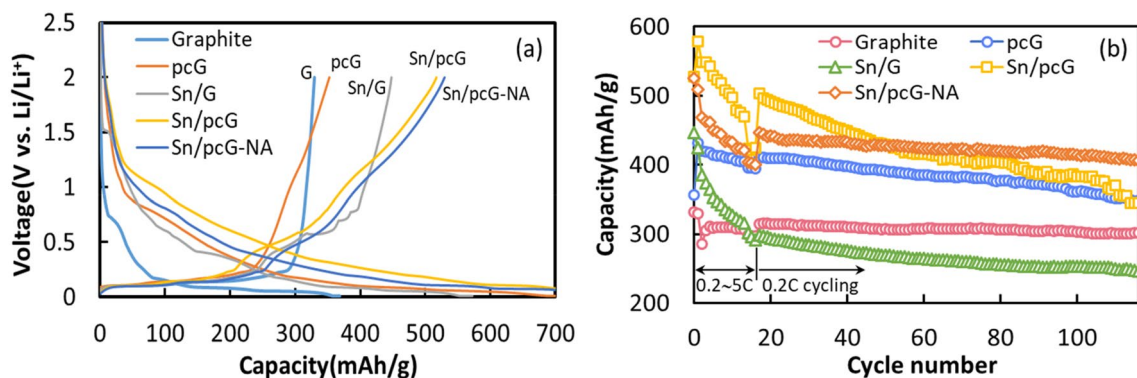 (a)
Graphite
pcG
Sn/G
Sn/pcG
Sn/pcG-NA
G
pcG
Sn/G
Sn/pcG
Sn/pcG-NA
2.5
2
1.5
1
0.5
0
Voltage(V vs. Li/Li⁺)
0 100 200 300 400 500 600 700
Capacity(mAh/g)
(b)
Graphite pcG
Sn/G Sn/pcG
Sn/pcG-NA
600
500
400
300
200
Capacity(mAh/g)
0.2~5C 0.2C cycling
0 20 40 60 80 100
Cycle number